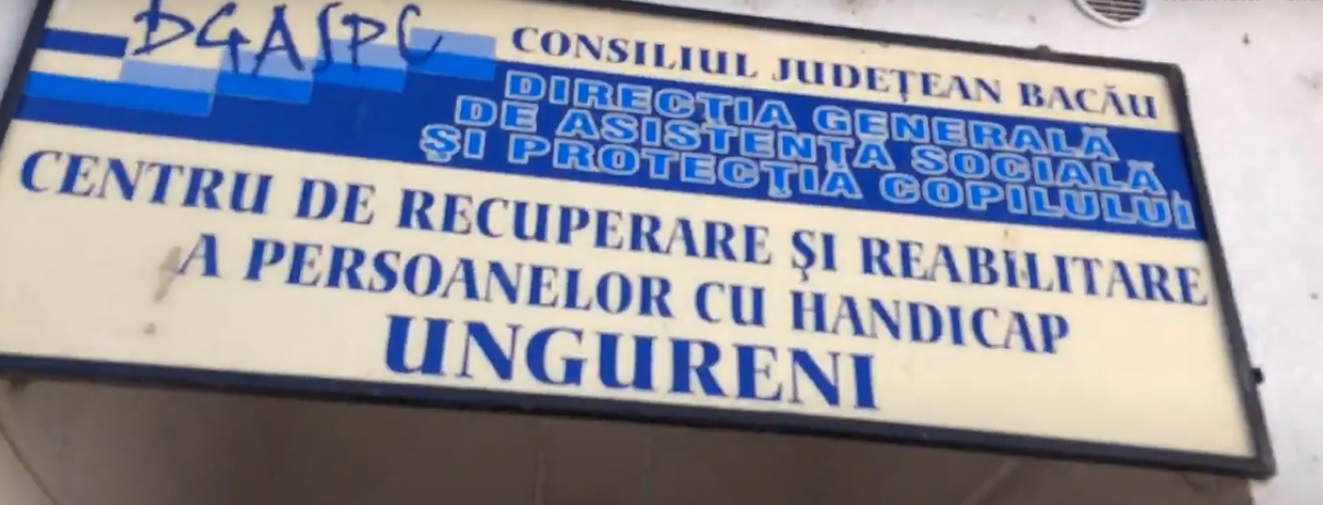 DGASPC
CONSILIUL JUDEȚEAN BACĂU
DIRECȚIA GENERALĂ
DE ASISTENȚA SOCIALĂ
ȘI PROTECȚIA COPILULUI
CENTRU DE RECUPERARE ȘI REABILITARE
A PERSOANELOR CU HANDICAP
UNGURENI